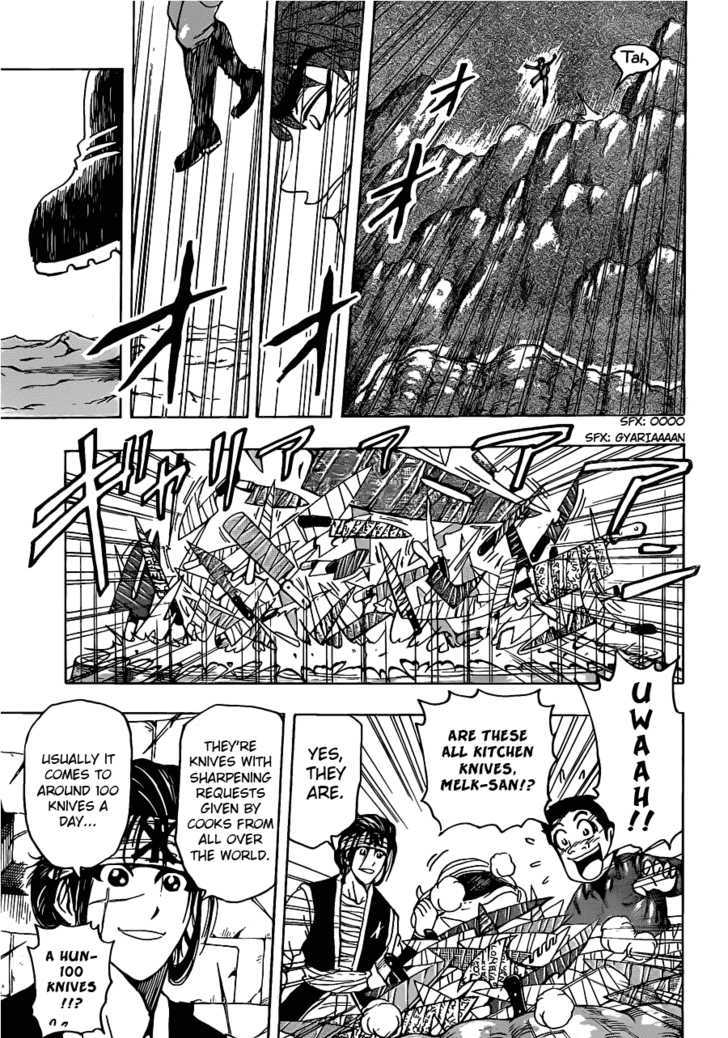 Tah
オ
オ
オ
オ
SFX: OOOO
SFX: GYARIAAAAN
ギャリアアーアアーン
UWAAH!!
ARE THESE
ALL KITCHEN
KNIVES,
MELK-SAN!?
YES,
THEY
ARE.
THEY'RE
KNIVES WITH
SHARPENING
REQUESTS
GIVEN BY
COOKS FROM
ALL OVER
THE WORLD.
USUALLY IT
COMES TO
AROUND 100
KNIVES A
DAY...
A HUN-
100
KNIVES
!!?